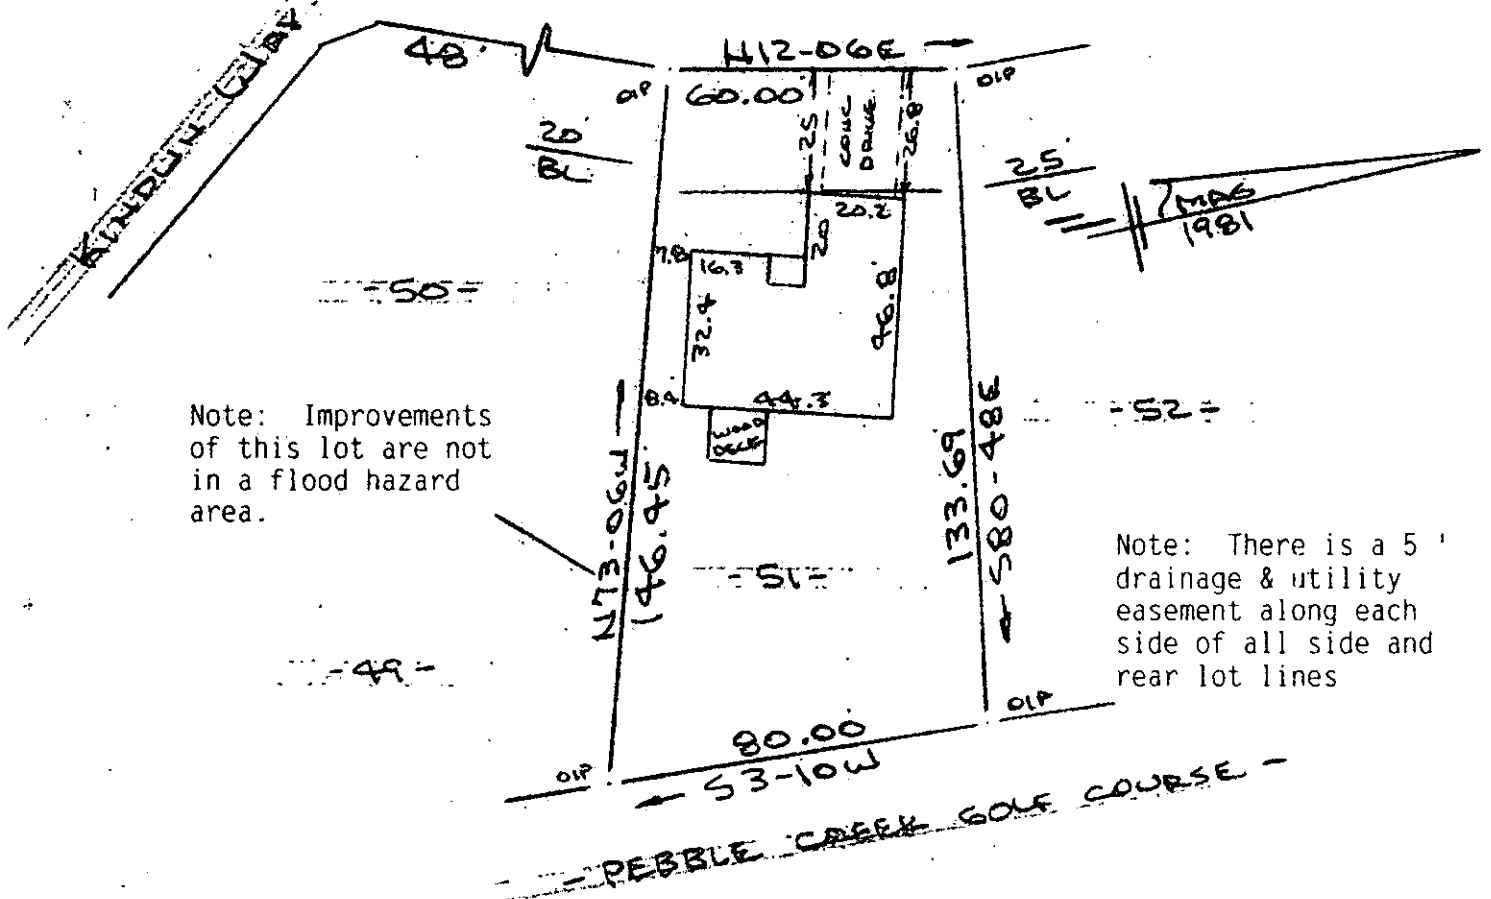 KINDLIN WAY
48'
N12-06E
OIP
60.00'
OIP
20'
BL
25
CONC
DRIVE
26.8
25'
BL
MAG
1981
20.2
20
7.8
16.3
-50-
32.4
46.8
8.4
44.3
WOOD
DECK
-52-
Note: Improvements
of this lot are not
in a flood hazard
area.
N73-06W
146.45
133.69
S80-48E
-51-
Note: There is a 5 '
drainage & utility
easement along each
side of all side and
rear lot lines
-49-
OIP
80.00
OIP
S3-10W
- PEBBLE CREEK GOLF COURSE -